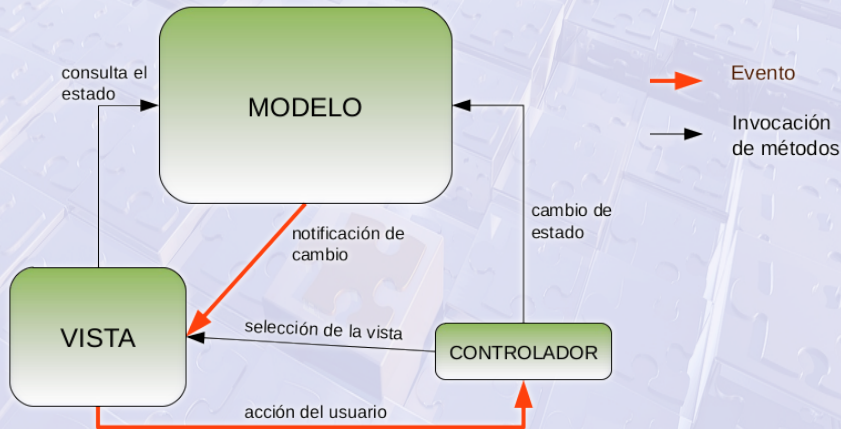 consulta el
estado
MODELO
Evento
Invocación
de métodos
cambio de
estado
notificación de
cambio
VISTA
selección de la vista
CONTROLADOR
acción del usuario